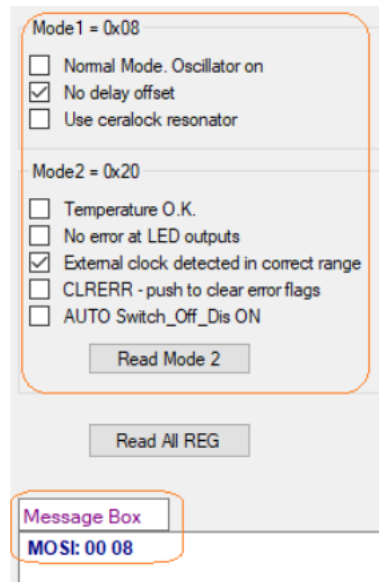 Mode1 = 0x08
Normal Mode. Oscillator on
No delay offset
Use ceralock resonator
Mode2 = 0x20
Temperature O.K.
No error at LED outputs
External clock detected in correct range
CLRERR - push to clear error flags
AUTO Switch_Off_Dis ON
Read Mode 2
Read All REG
Message Box
MOSI: 00 08